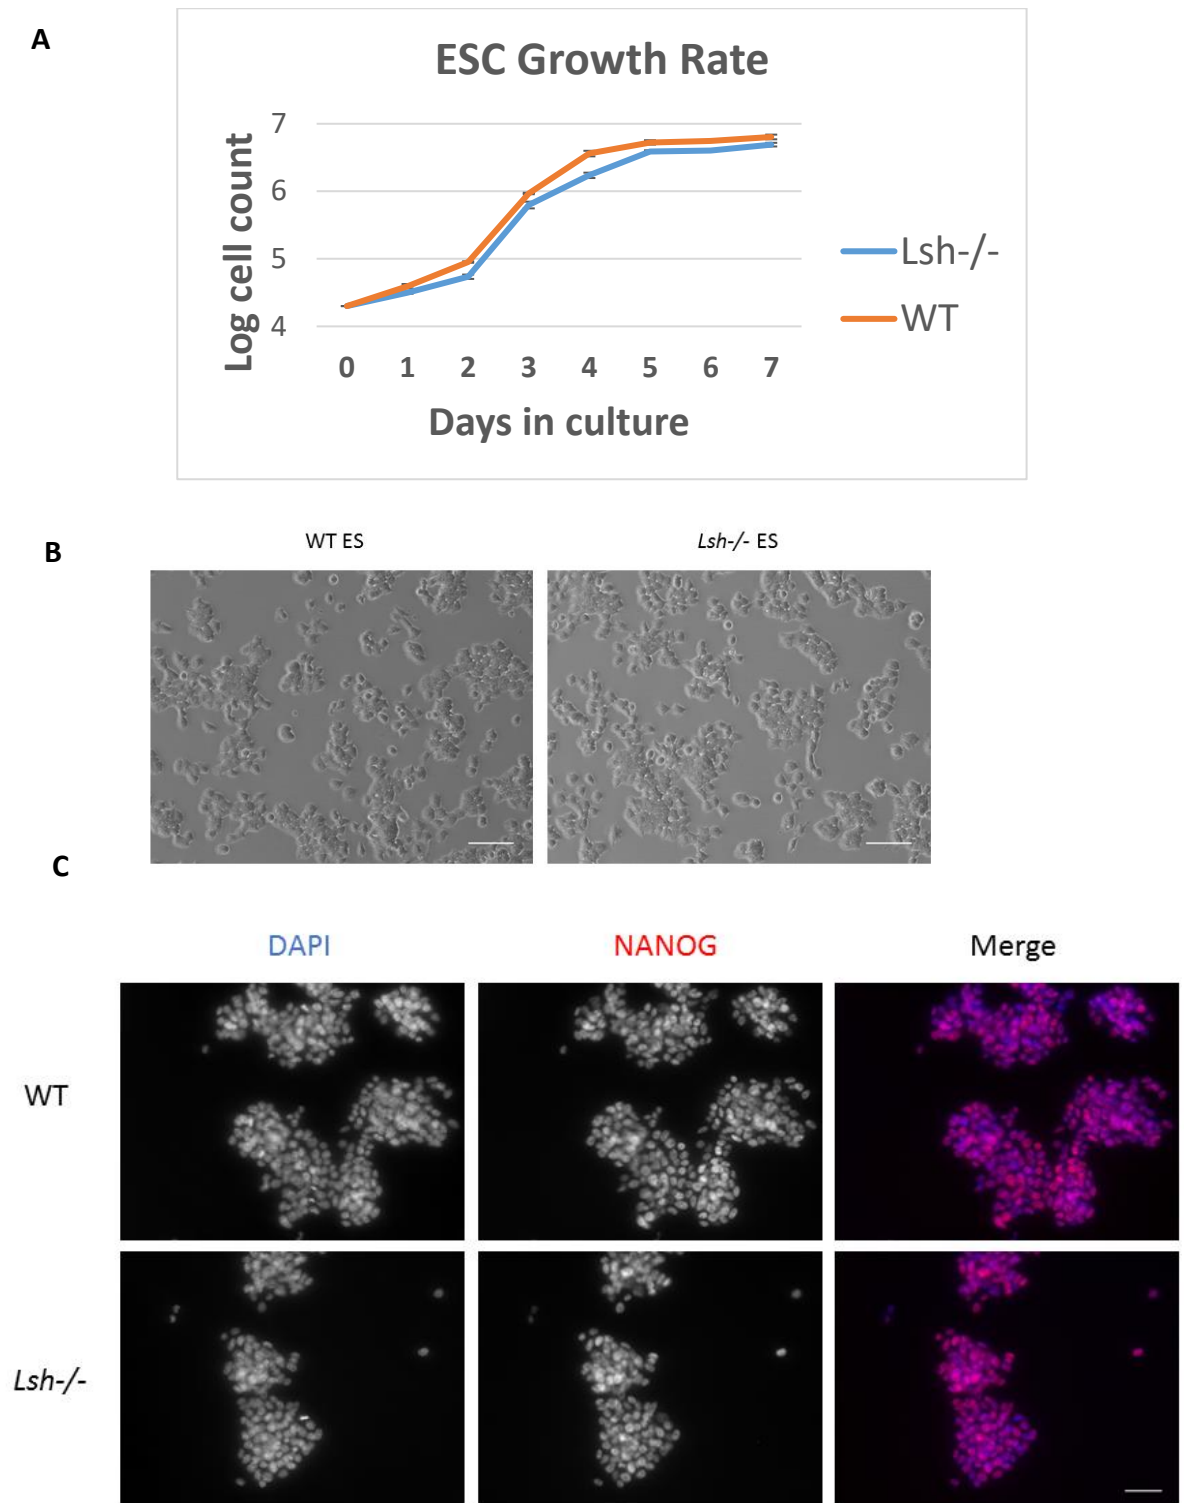 A
ESC Growth Rate
Log cell count
7
6
5
4
0 1 2 3 4 5 6 7
Days in culture
Lsh-/-
WT
B
WT ES
Lsh-/- ES
C
DAPI
NANOG
Merge
WT
Lsh-/-